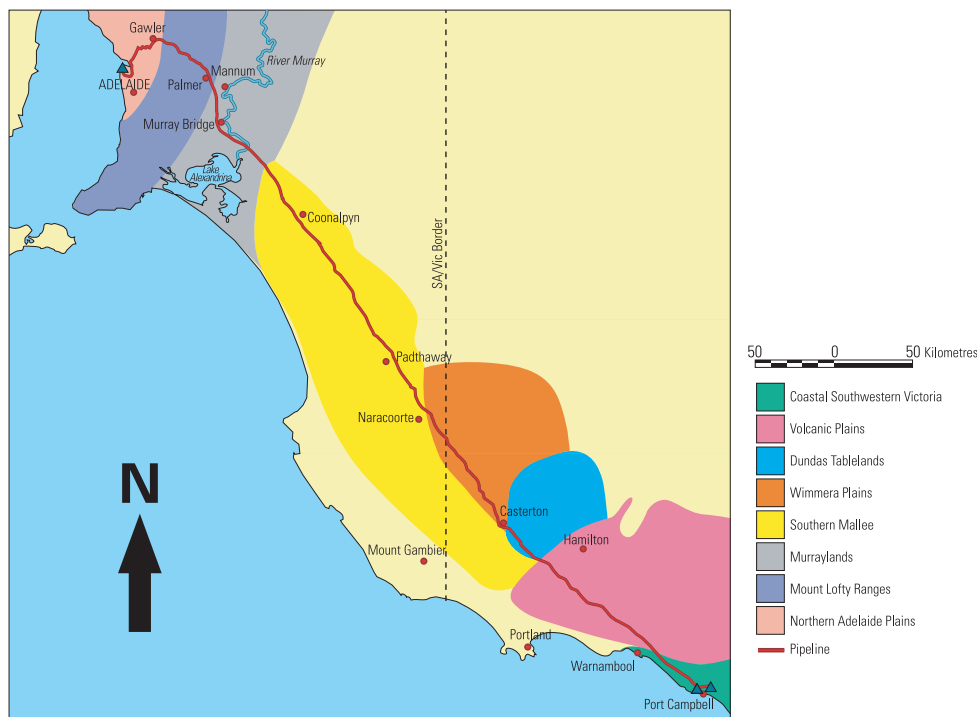 Gawler
River Murray
ADELAIDE
Palmer
Mannum
Murray Bridge
Lake
Alexandrina
Coonalpyn
SA/Vic Border
Padthaway
Naracoorte
N
Casterton
Hamilton
Mount Gambier
Portland
Warnambool
Port Campbell
50 0 50 Kilometres
Coastal Southwestern Victoria
Volcanic Plains
Dundas Tablelands
Wimmera Plains
Southern Mallee
Murraylands
Mount Lofty Ranges
Northern Adelaide Plains
Pipeline